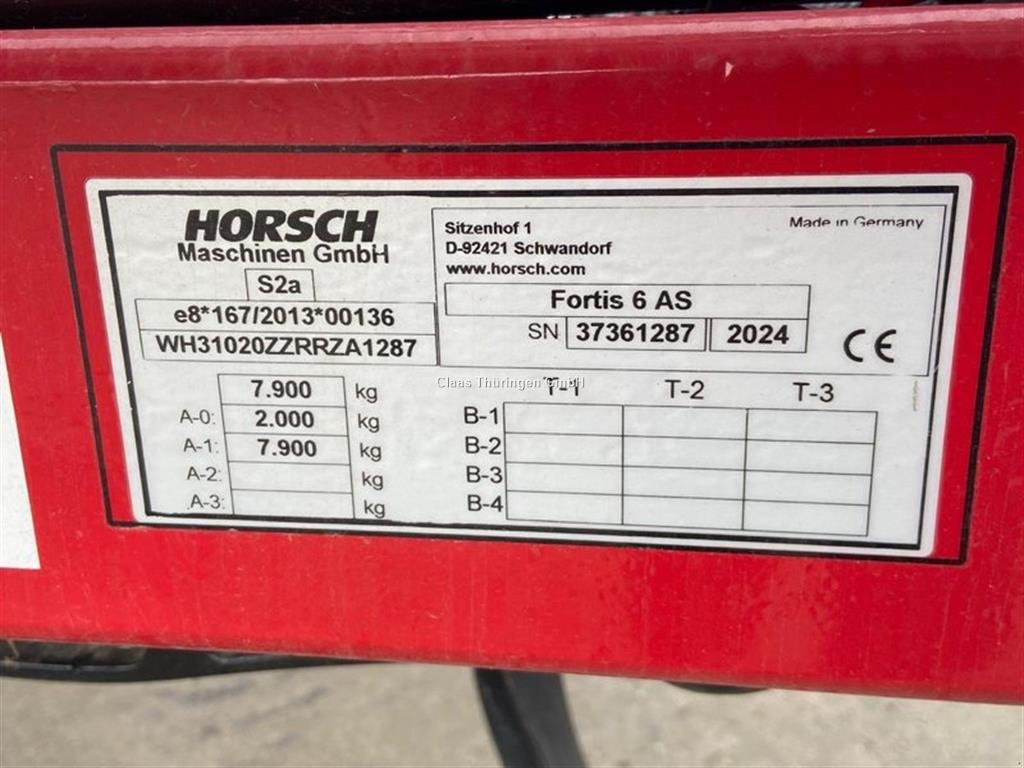 HORSCH
Maschinen GmbH
S2a
e8*167/2013*00136
WH31020ZZRRZA1287
Sitzenhof 1
D-92421 Schwandorf
www.horsch.com
Made in Germany
Fortis 6 AS
SN 37361287 2024
CE
7.900 kg
A-0: 2.000 kg
A-1: 7.900 kg
A-2: kg
A-3: kg
Claas Thüringen GmbH
T-1 T-2 T-3
B-1
B-2
B-3
B-4